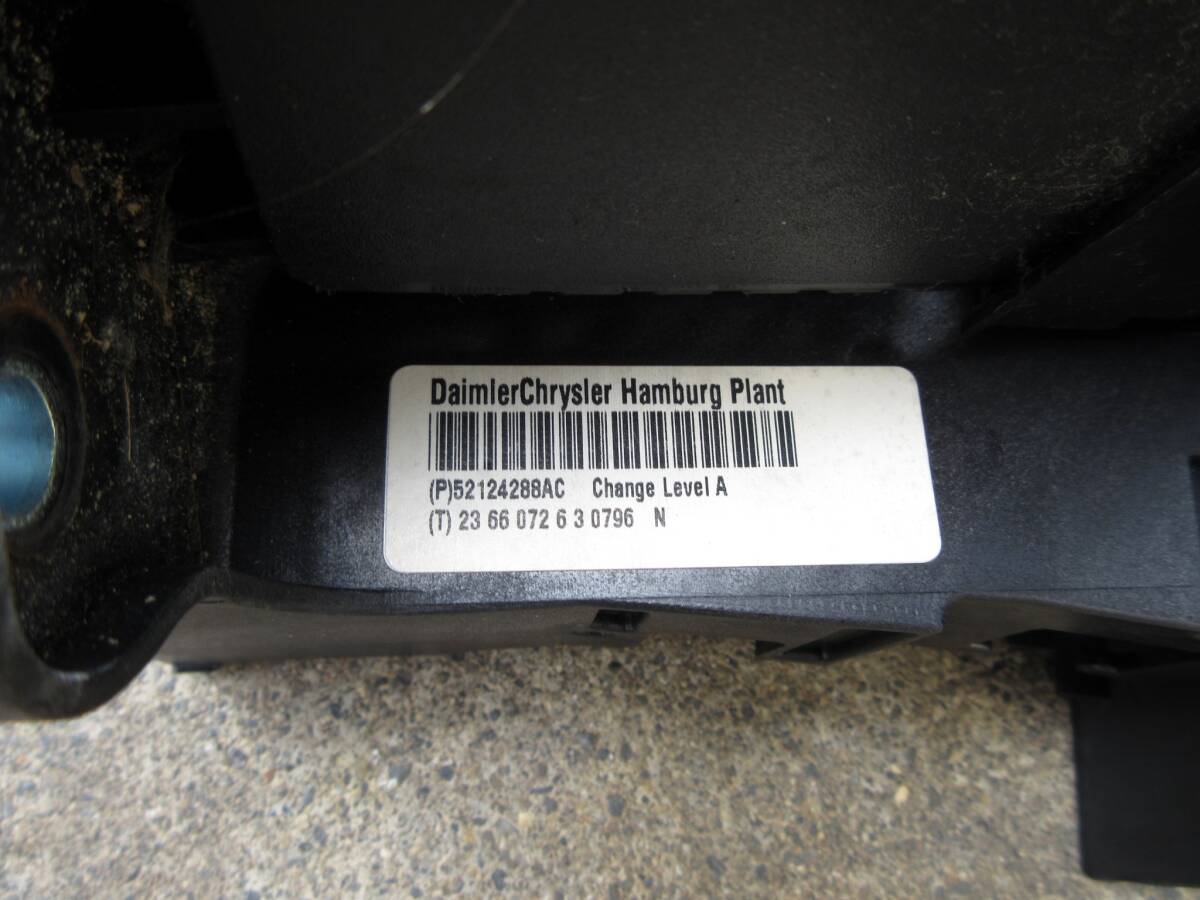 DaimlerChrysler Hamburg Plant
(P)52124288AC Change Level A
(T) 23 66 072 6 3 0796 N